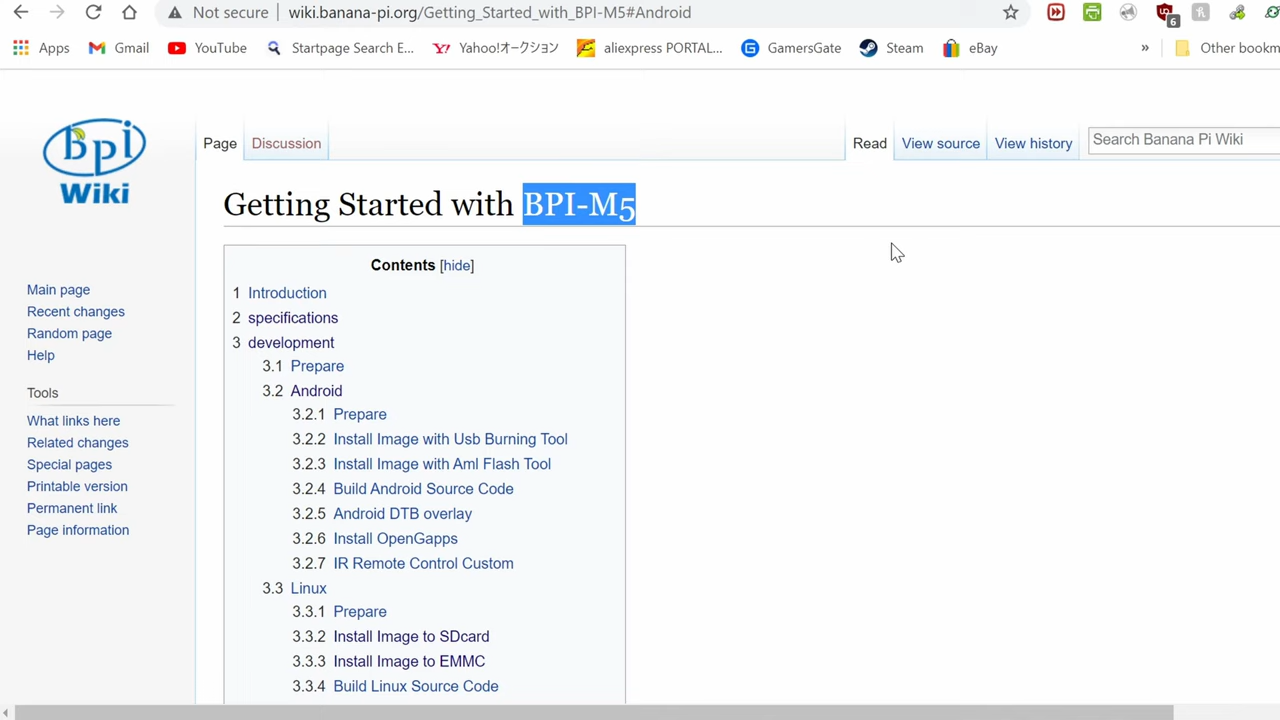 Not secure
wiki.banana-pi.org/Getting_Started_with_BPI-M5#Android
6
Apps
Gmail
YouTube
Startpage Search E...
Yahoo!オークション
aliexpress PORTAL...
GamersGate
Steam
eBay
»
Other bookm
bpi
Wiki
Page
Discussion
Read
View source
View history
Search Banana Pi Wiki
Getting Started with BPI-M5
Main page
Recent changes
Random page
Help
Tools
What links here
Related changes
Special pages
Printable version
Permanent link
Page information
Contents [hide]
1 Introduction
2 specifications
3 development
3.1 Prepare
3.2 Android
3.2.1 Prepare
3.2.2 Install Image with Usb Burning Tool
3.2.3 Install Image with Aml Flash Tool
3.2.4 Build Android Source Code
3.2.5 Android DTB overlay
3.2.6 Install OpenGapps
3.2.7 IR Remote Control Custom
3.3 Linux
3.3.1 Prepare
3.3.2 Install Image to SDcard
3.3.3 Install Image to EMMC
3.3.4 Build Linux Source Code